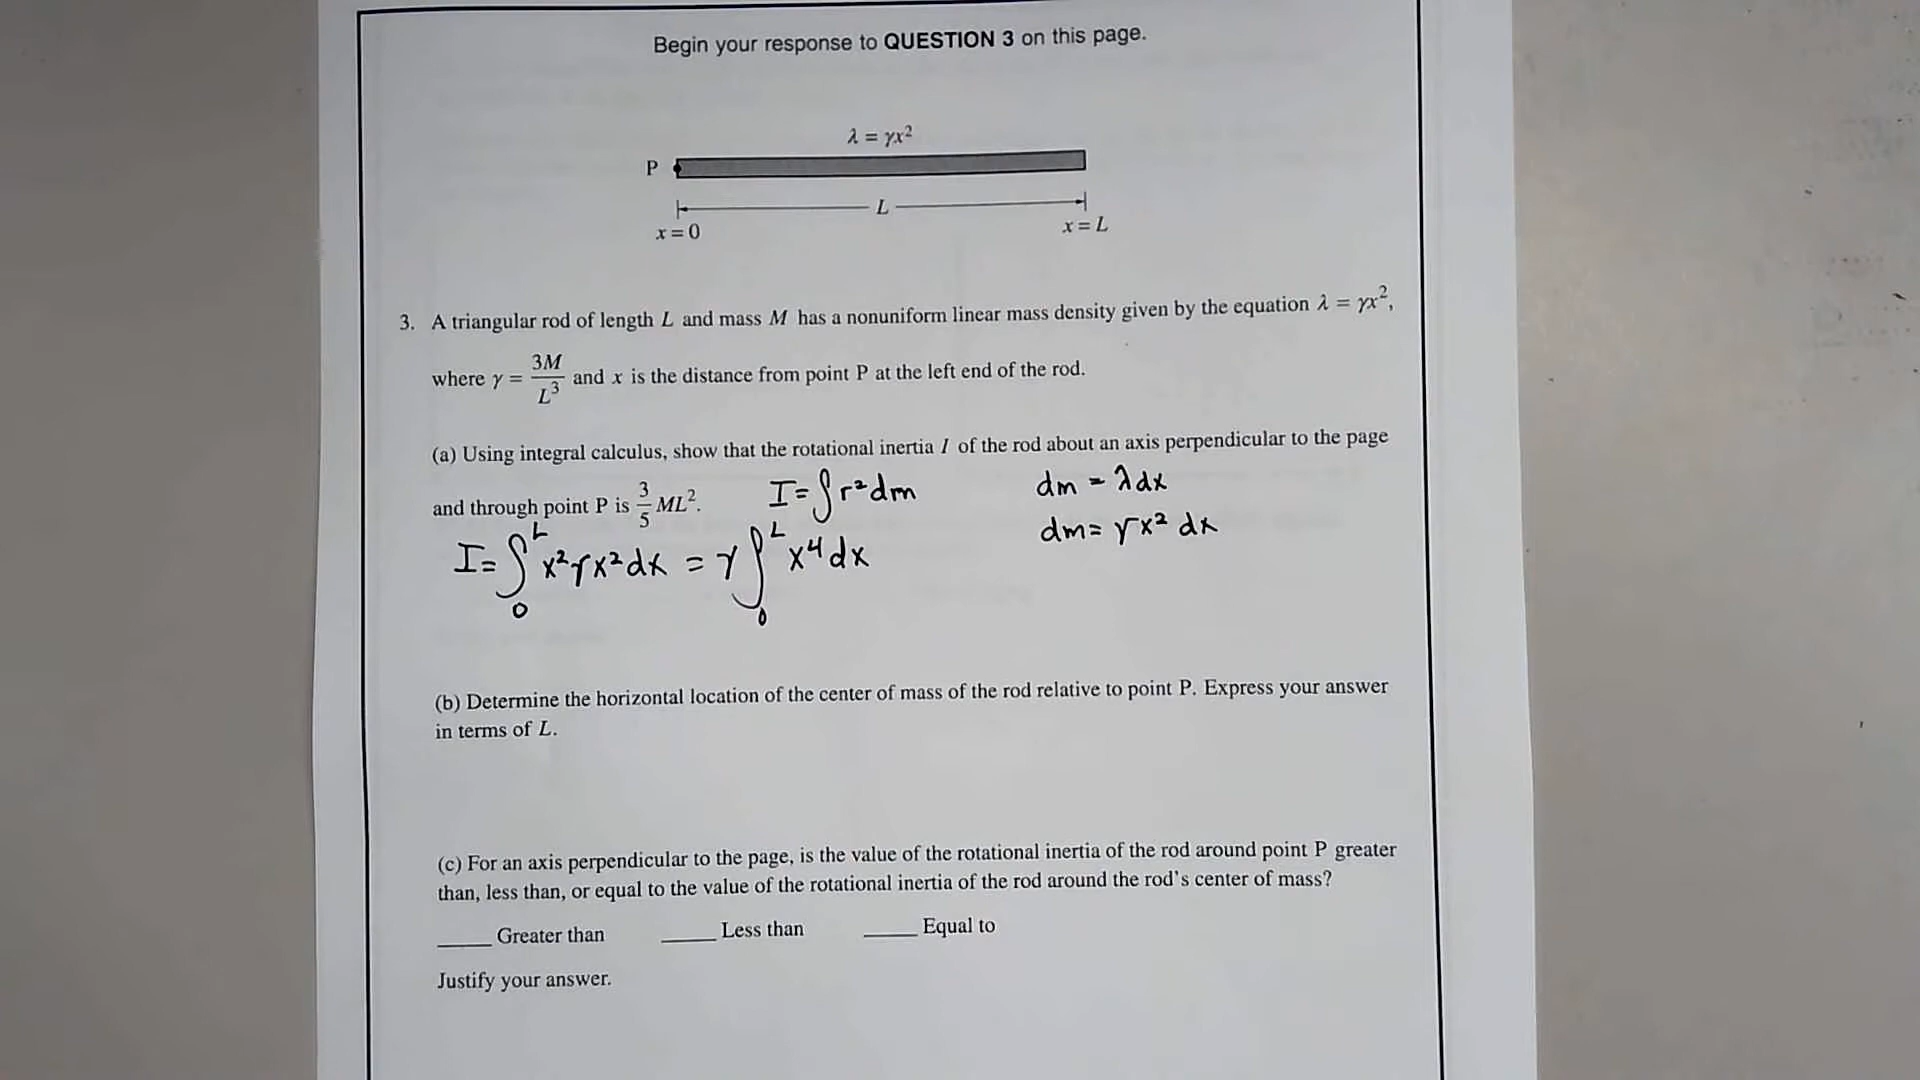 Begin your response to QUESTION 3 on this page.
λ = γx²
P
L
x = 0
x = L
3. A triangular rod of length L and mass M has a nonuniform linear mass density given by the equation λ = γx²,
where γ = 3M/L³ and x is the distance from point P at the left end of the rod.
(a) Using integral calculus, show that the rotational inertia I of the rod about an axis perpendicular to the page
and through point P is 3/5 ML².
I = ∫r² dm
dm = λdx
dm = γx² dx
I = ∫₀ᴸ x²γx²dx = γ∫₀ᴸ x⁴dx
(b) Determine the horizontal location of the center of mass of the rod relative to point P. Express your answer
in terms of L.
(c) For an axis perpendicular to the page, is the value of the rotational inertia of the rod around point P greater
than, less than, or equal to the value of the rotational inertia of the rod around the rod's center of mass?
_____ Greater than _____ Less than _____ Equal to
Justify your answer.